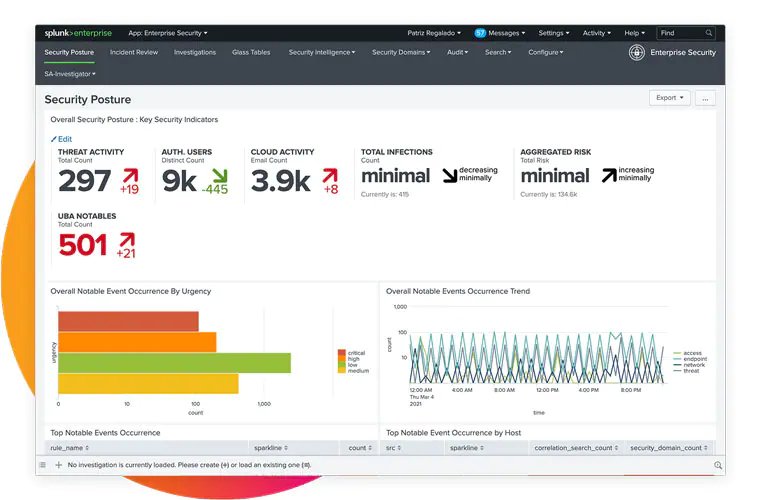 splunk>enterprise App: Enterprise Security Patriz Regalado 57 Messages Settings Activity Help Find
Security Posture Incident Review Investigations Glass Tables Security Intelligence Security Domains Audit Search Configure Enterprise Security
SA-Investigator
Security Posture Export ...
Overall Security Posture : Key Security Indicators
Edit
THREAT ACTIVITY AUTH. USERS CLOUD ACTIVITY TOTAL INFECTIONS AGGREGATED RISK
Total Count Distinct Count Email Count Count Total Risk
297 +19 9k -445 3.9k +8 minimal decreasing minimally minimal increasing minimally
Currently is: 415 Currently is: 134.6k
UBA NOTABLES
Total Count
501 +21
Overall Notable Event Occurrence By Urgency
urgency
critical
high
low
medium
0 10 100 1,000
count
Overall Notable Events Occurrence Trend
1,000
100
10
count
access
endpoint
network
threat
12:00 AM 4:00 AM 8:00 AM 12:00 PM 4:00 PM 8:00 PM
Thu Mar 4
2021
time
Top Notable Events Occurrence
rule_name sparkline count
Top Notable Event Occurrence by Host
src sparkline correlation_search_count security_domain_count
No investigation is currently loaded. Please create (+) or load an existing one (≡).